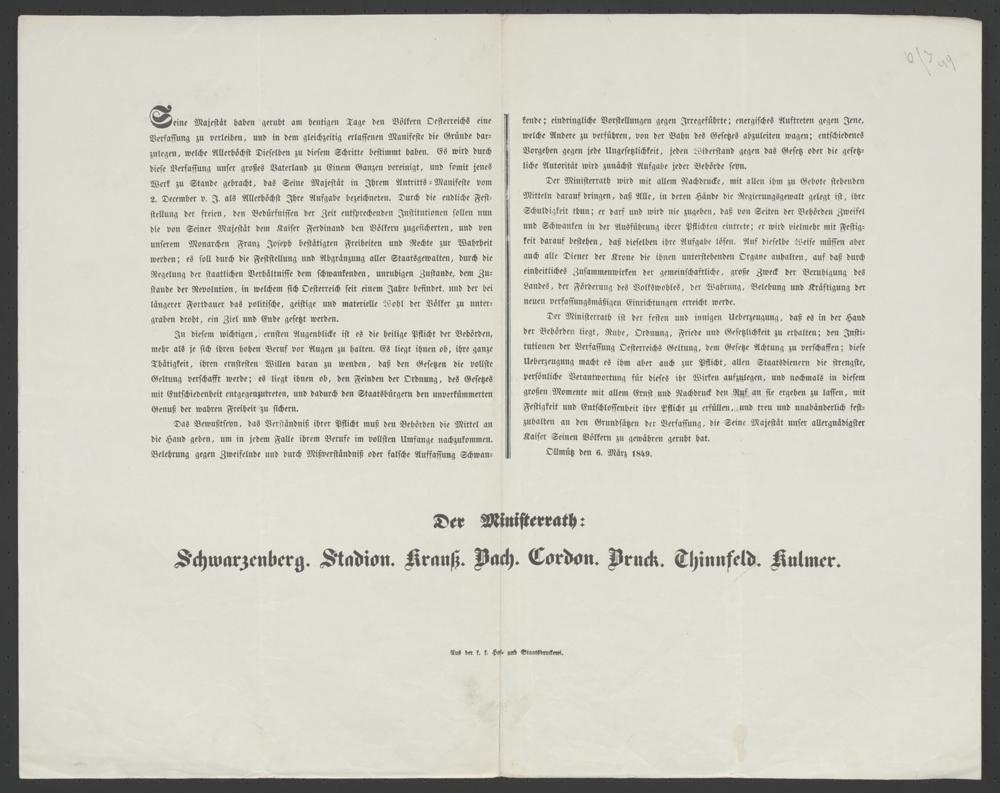 6/3 49
Seine Majestät haben geruht am heutigen Tage den Völkern Oesterreichs eine
Verfassung zu verleihen, und in dem gleichzeitig erlassenen Manifeste die Gründe dar-
zulegen, welche Allerhöchst Dieselben zu diesem Schritte bestimmt haben. Es wird durch
diese Verfassung unser großes Vaterland zu Einem Ganzen vereinigt, und somit jenes
Werk zu Stande gebracht, das Seine Majestät in Ihrem Antritts-Manifeste vom
2. December v. J. als Allerhöchst Ihre Aufgabe bezeichneten. Durch die endliche Fest-
stellung der freien, den Bedürfnissen der Zeit entsprechenden Institutionen sollen nun
die von Seiner Majestät dem Kaiser Ferdinand den Völkern zugesicherten, und von
unserem Monarchen Franz Joseph bestätigten Freiheiten und Rechte zur Wahrheit
werden; es soll durch die Feststellung und Abgränzung aller Staatsgewalten, durch die
Regelung der staatlichen Verhältnisse dem schwankenden, unruhigen Zustande, dem Zu-
stande der Revolution, in welchem sich Oesterreich seit einem Jahre befindet, und der bei
längerer Fortdauer das politische, geistige und materielle Wohl der Völker zu unter-
graben droht, ein Ziel und Ende gesetzt werden.
In diesem wichtigen, ernsten Augenblicke ist es die heilige Pflicht der Behörden,
mehr als je sich ihren hohen Beruf vor Augen zu halten. Es liegt ihnen ob, ihre ganze
Thätigkeit, ihren ernstesten Willen daran zu wenden, daß den Gesetzen die vollste
Geltung verschafft werde; es liegt ihnen ob, den Feinden der Ordnung, des Gesetzes
mit Entschiedenheit entgegenzutreten, und dadurch den Staatsbürgern den unverkümmerten
Genuß der wahren Freiheit zu sichern.
Das Bewußtseyn, das Verständniß ihrer Pflicht muß den Behörden die Mittel an
die Hand geben, um in jedem Falle ihrem Berufe im vollsten Umfange nachzukommen.
Belehrung gegen Zweifelnde und durch Mißverständniß oder falsche Auffassung Schwan-
kende; eindringliche Vorstellungen gegen Irregeführte; energisches Auftreten gegen Jene,
welche Andere zu verführen, von der Bahn des Gesetzes abzuleiten wagen; entschiedenes
Vorgehen gegen jede Ungesetzlichkeit, jeden Widerstand gegen das Gesetz oder die gesetz-
liche Autorität wird zunächst Aufgabe jeder Behörde seyn.
Der Ministerrath wird mit allem Nachdrucke, mit allen ihm zu Gebote stehenden
Mitteln darauf dringen, daß Alle, in deren Hände die Regierungsgewalt gelegt ist, ihre
Schuldigkeit thun; er darf und wird nie zugeben, daß von Seiten der Behörden Zweifel
und Schwanken in der Ausführung ihrer Pflichten eintrete; er wird vielmehr mit Festig-
keit darauf bestehen, daß dieselben ihre Aufgabe lösen. Auf dieselbe Weise müssen aber
auch alle Diener der Krone die ihnen unterstehenden Organe anhalten, auf daß durch
einheitliches Zusammenwirken der gemeinschaftliche, große Zweck der Beruhigung des
Landes, der Förderung des Volkswohles, der Wahrung, Belebung und Kräftigung der
neuen verfassungsmäßigen Einrichtungen erreicht werde.
Der Ministerrath ist der festen und innigen Ueberzeugung, daß es in der Hand
der Behörden liegt, Ruhe, Ordnung, Friede und Gesetzlichkeit zu erhalten; den Insti-
tutionen der Verfassung Oesterreichs Geltung, dem Gesetze Achtung zu verschaffen; diese
Ueberzeugung macht es ihm aber auch zur Pflicht, allen Staatsdienern die strengste,
persönliche Verantwortung für dieses ihr Wirken aufzulegen, und nochmals in diesem
großen Momente mit allem Ernst und Nachdruck den Ruf an sie ergehen zu lassen, mit
Festigkeit und Entschlossenheit ihre Pflicht zu erfüllen, und treu und unabänderlich fest-
zuhalten an den Grundsätzen der Verfassung, die Seine Majestät unser allergnädigster
Kaiser Seinen Völkern zu gewähren geruht hat.
Ollmütz den 6. März 1849.
Der Ministerrath:
Schwarzenberg. Stadion. Krauß. Bach. Cordon. Bruck. Thinnfeld. Kulmer.
Aus der k. k. Hof- und Staatsdruckerei.